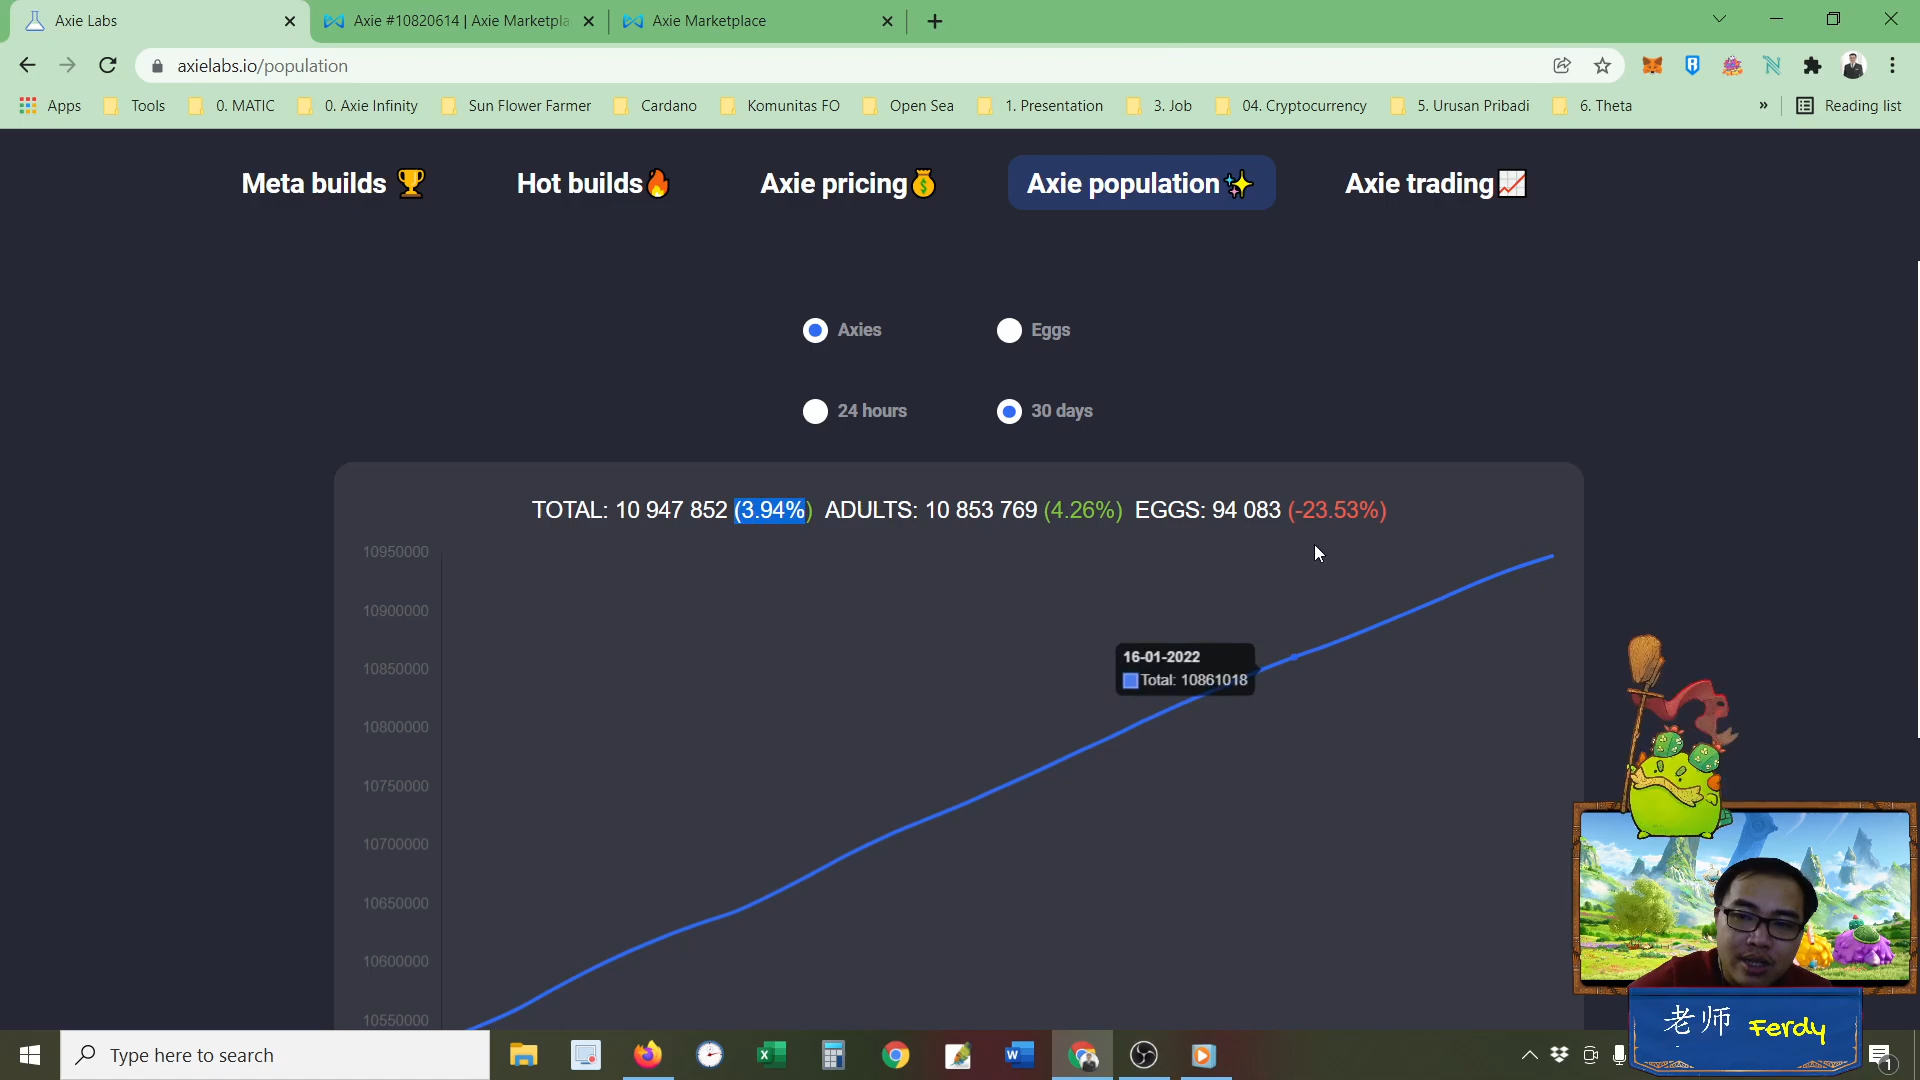 Axie Labs
Axie #10820614 | Axie Marketpla
Axie Marketplace
axielabs.io/population
Apps
Tools
0. MATIC
0. Axie Infinity
Sun Flower Farmer
Cardano
Komunitas FO
Open Sea
1. Presentation
3. Job
04. Cryptocurrency
5. Urusan Pribadi
6. Theta
»
Reading list
Meta builds
Hot builds
Axie pricing
Axie population
Axie trading
Axies
Eggs
24 hours
30 days
TOTAL: 10 947 852 (3.94%) ADULTS: 10 853 769 (4.26%) EGGS: 94 083 (-23.53%)
10950000
10900000
10850000
10800000
10750000
10700000
10650000
10600000
10550000
16-01-2022
Total: 10861018
老师 Ferdy
Type here to search
1